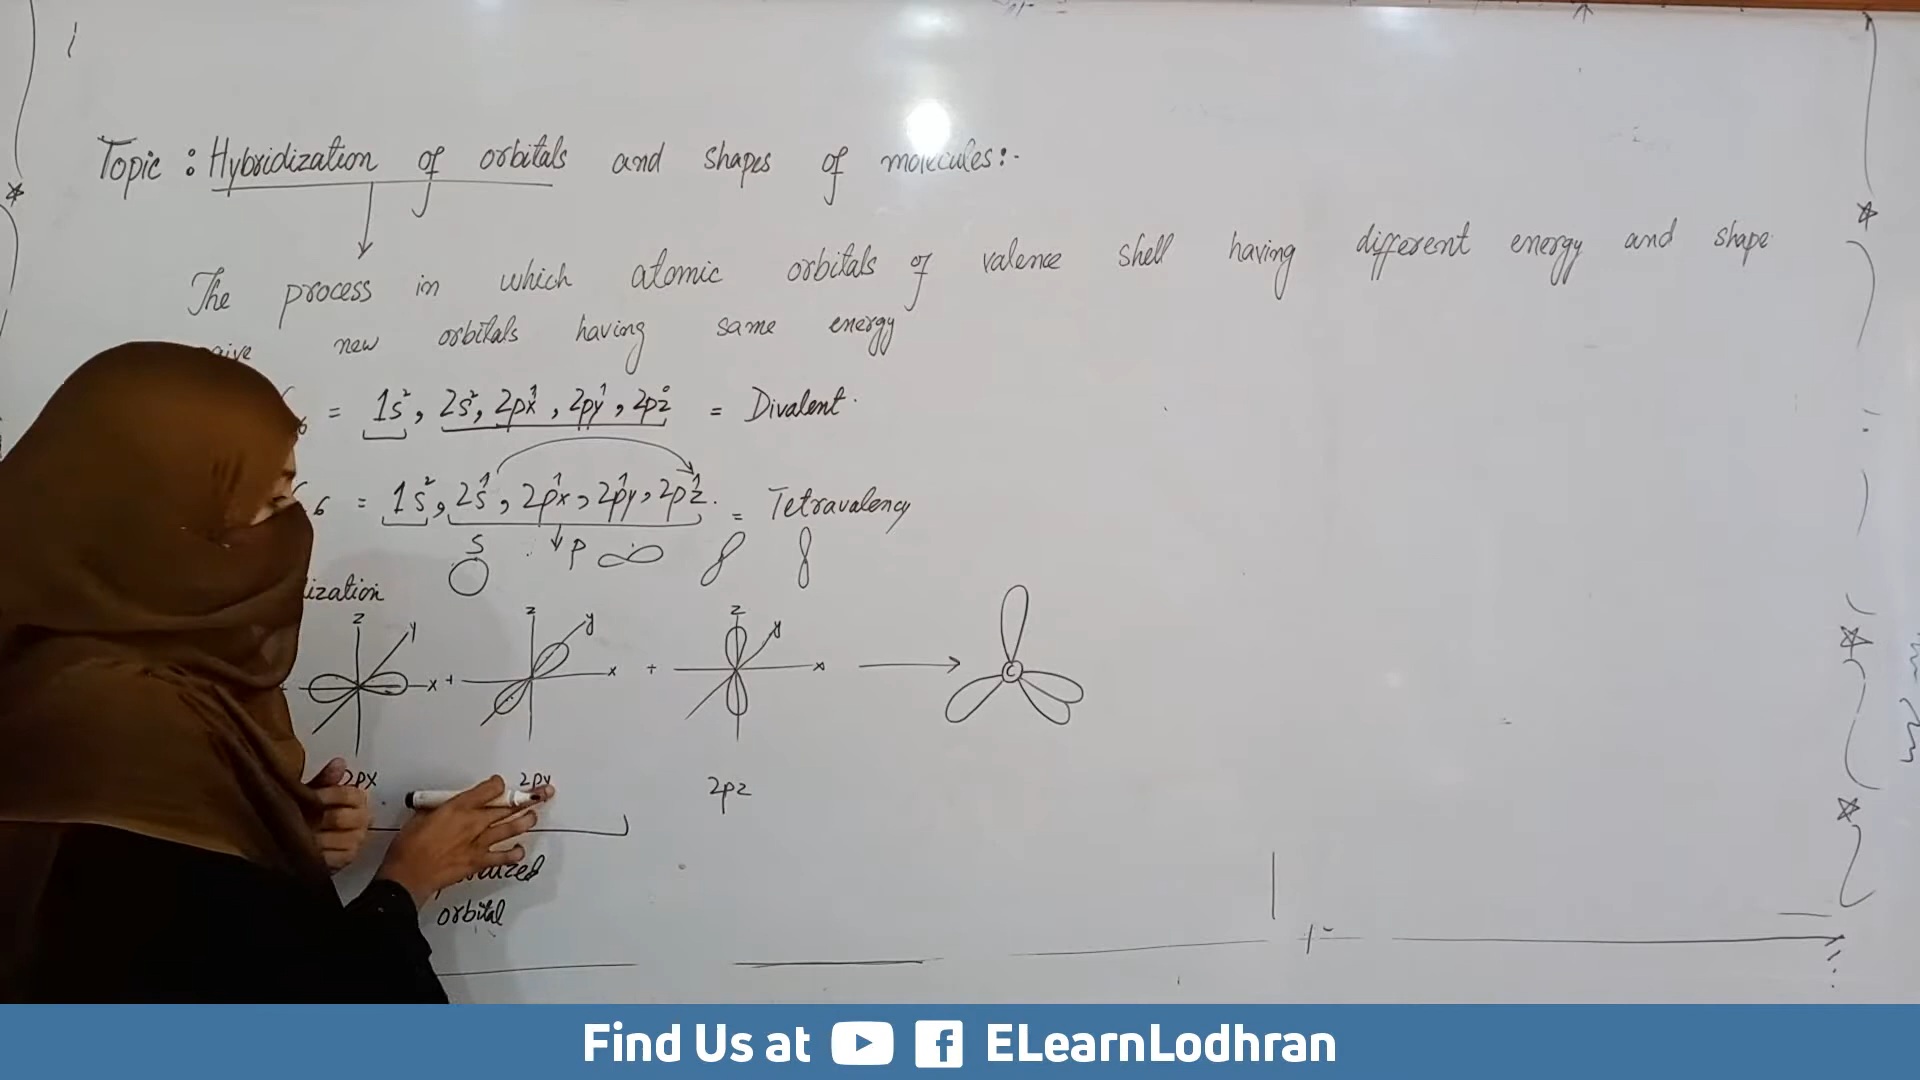 Topic : Hybridization of orbitals and shapes of molecules:-
The process in which atomic orbitals of valence shell having different energy and shape
give new orbitals having same energy
6 = 1s², 2s², 2px¹, 2py¹, 2pz⁰ = Divalent.
6 = 1s², 2s¹, 2px¹, 2py¹, 2pz¹. = Tetravalency
S P
ization
z y x + z y x + z y x C
2px 2py 2pz
orbital
Find Us at ELearnLodhran